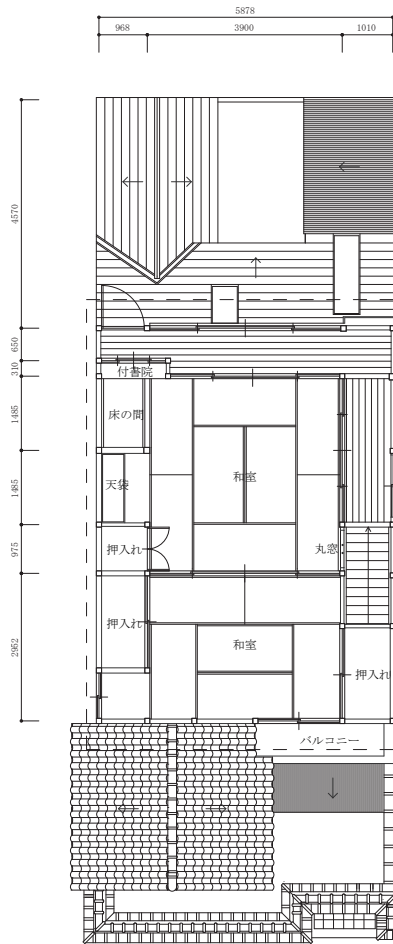 5878
968
3900
1010
4570
650
310
1485
1485
975
2952
付書院
床の間
天袋
和室
押入れ
丸窓
押入れ
和室
押入れ
バルコニー